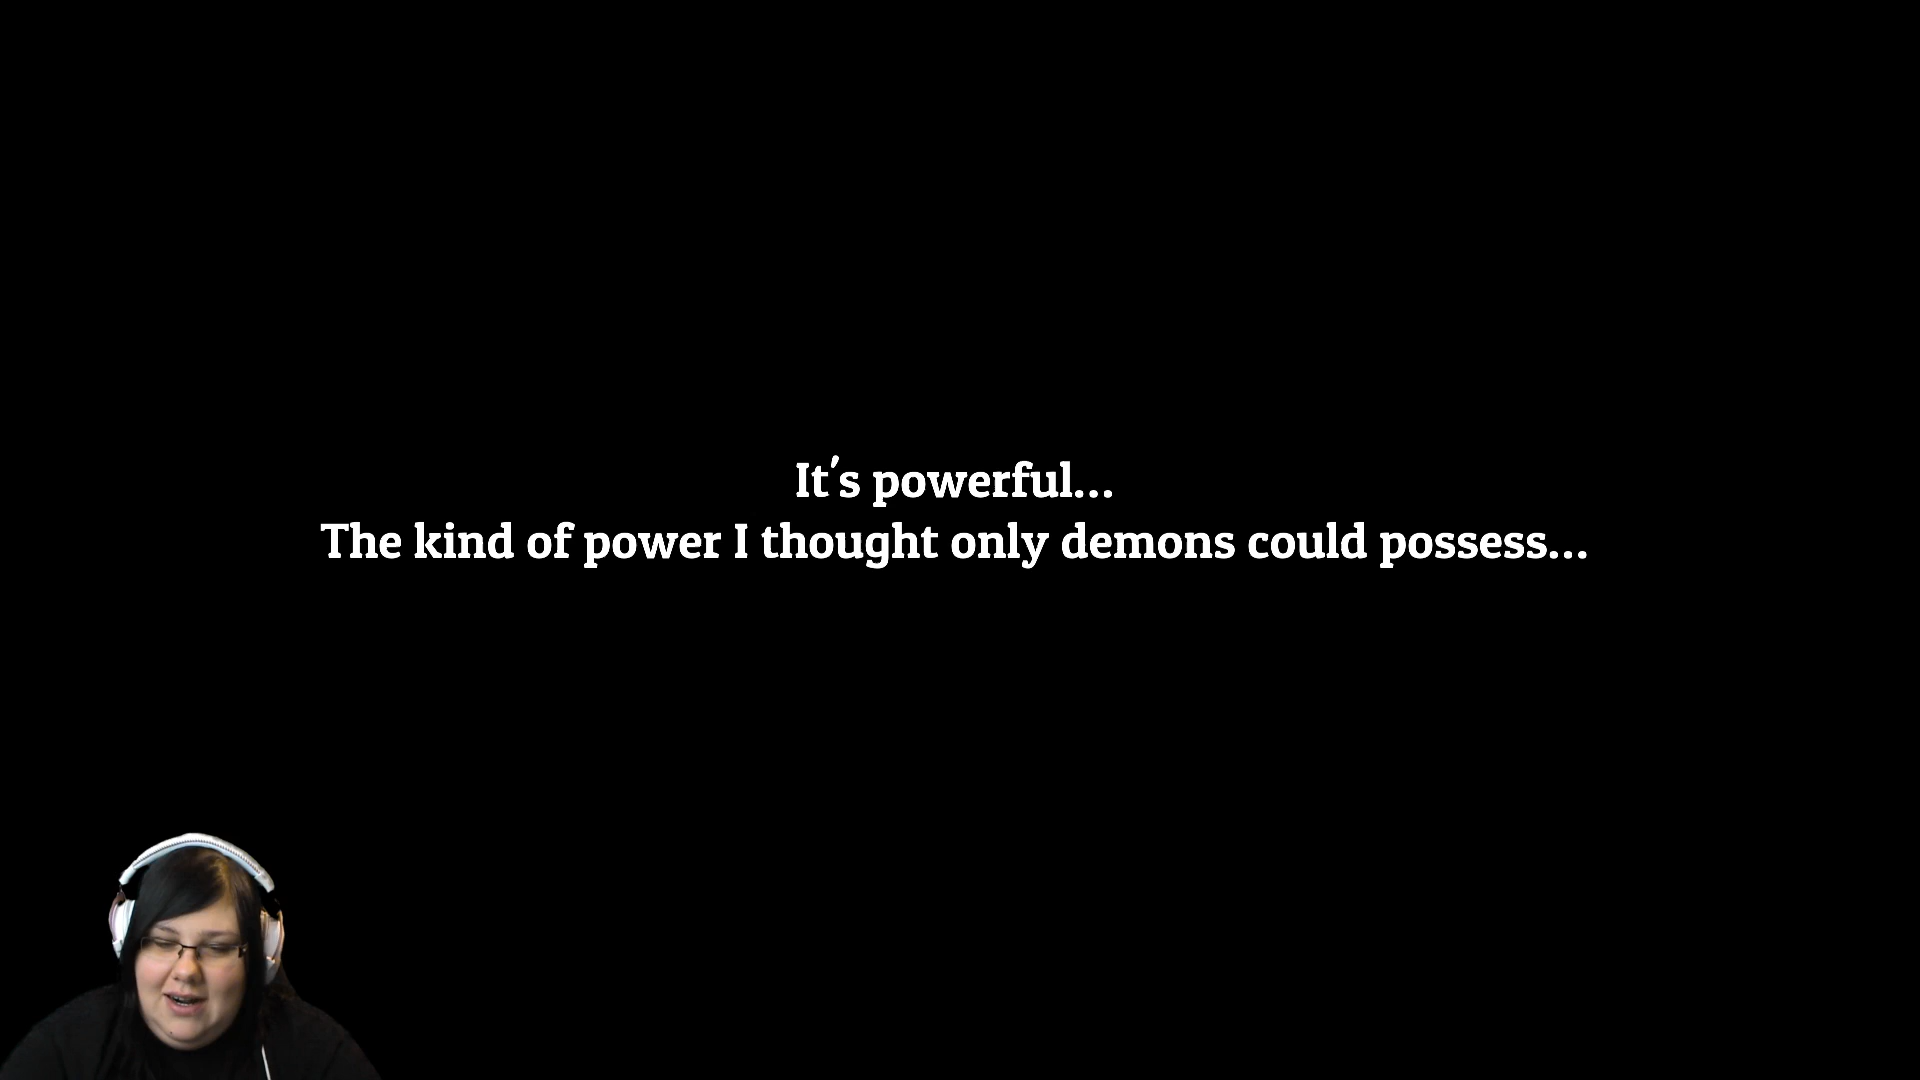 It's powerful...
The kind of power I thought only demons could possess...